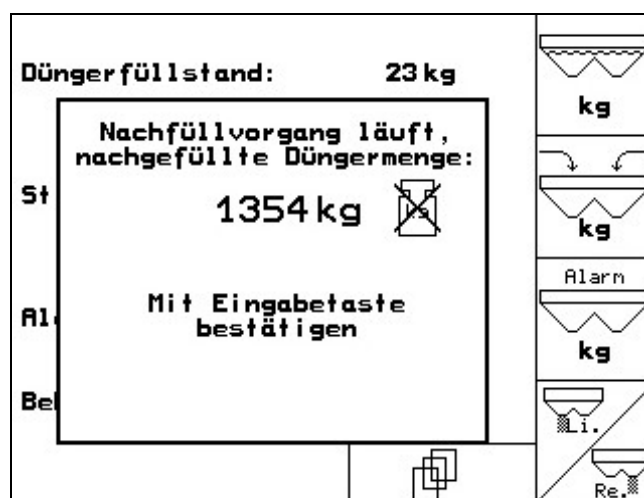 Düngerfüllstand: 23 kg
Nachfüllvorgang läuft,
nachgefüllte Düngermenge:
1354 kg
Mit Eingabetaste
bestätigen
St
Al
Bel
kg
kg
Alarm
kg
Li.
Re.